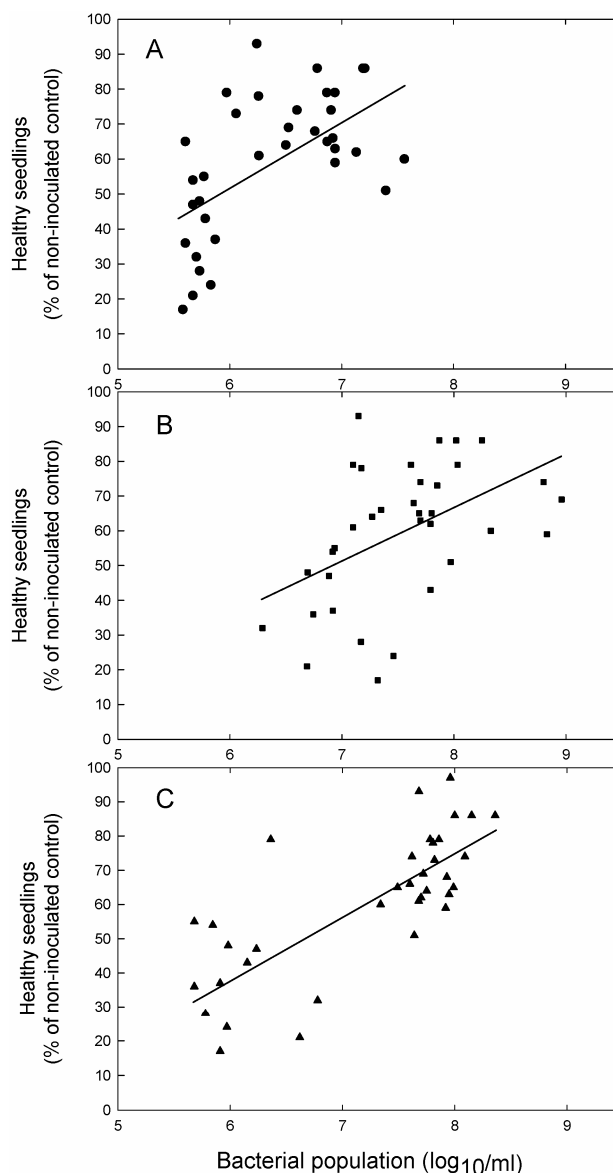 A
Healthy seedlings
(% of non-inoculated control)
100
90
80
70
60
50
40
30
20
10
0
5 6 7 8 9
B
Healthy seedlings
(% of non-inoculated control)
100
90
80
70
60
50
40
30
20
10
0
5 6 7 8 9
C
Healthy seedlings
(% of non-inoculated control)
100
90
80
70
60
50
40
30
20
10
0
5 6 7 8 9
Bacterial population (log10/ml)